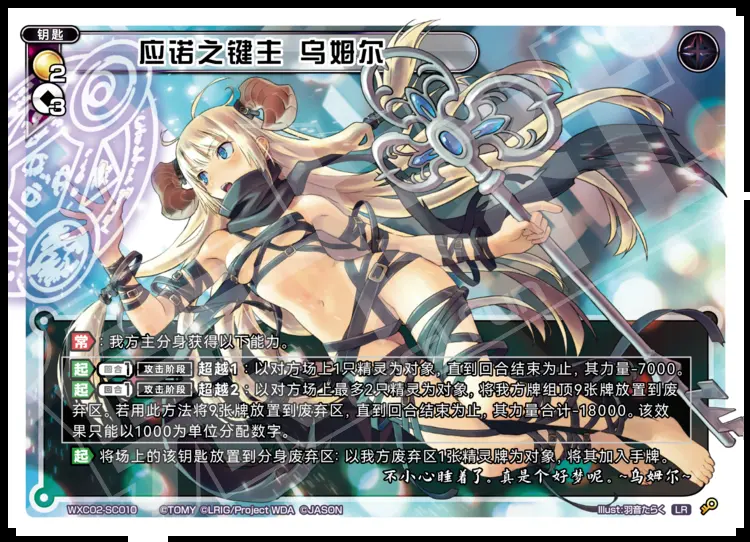 钥匙
应诺之键主 乌姆尔
2
3
常：我方主分身获得以下能力。
起 回合1 攻击阶段 超越1：以对方场上1只精灵为对象，直到回合结束为止，其力量-7000。
起 回合1 攻击阶段 超越2：以对方场上最多2只精灵为对象，将我方牌组顶9张牌放置到废
弃区。若用此方法将9张牌放置到废弃区，直到回合结束为止，其力量合计-18000。该效
果只能以1000为单位分配数字。
起 将场上的该钥匙放置到分身废弃区：以我方废弃区1张精灵牌为对象，将其加入手牌。
不小心睡着了。真是个好梦呢。~乌姆尔~
WXC02-SC010 ©TOMY ©LRIG/Project WDA ©JASON Illust:羽音たらく LR